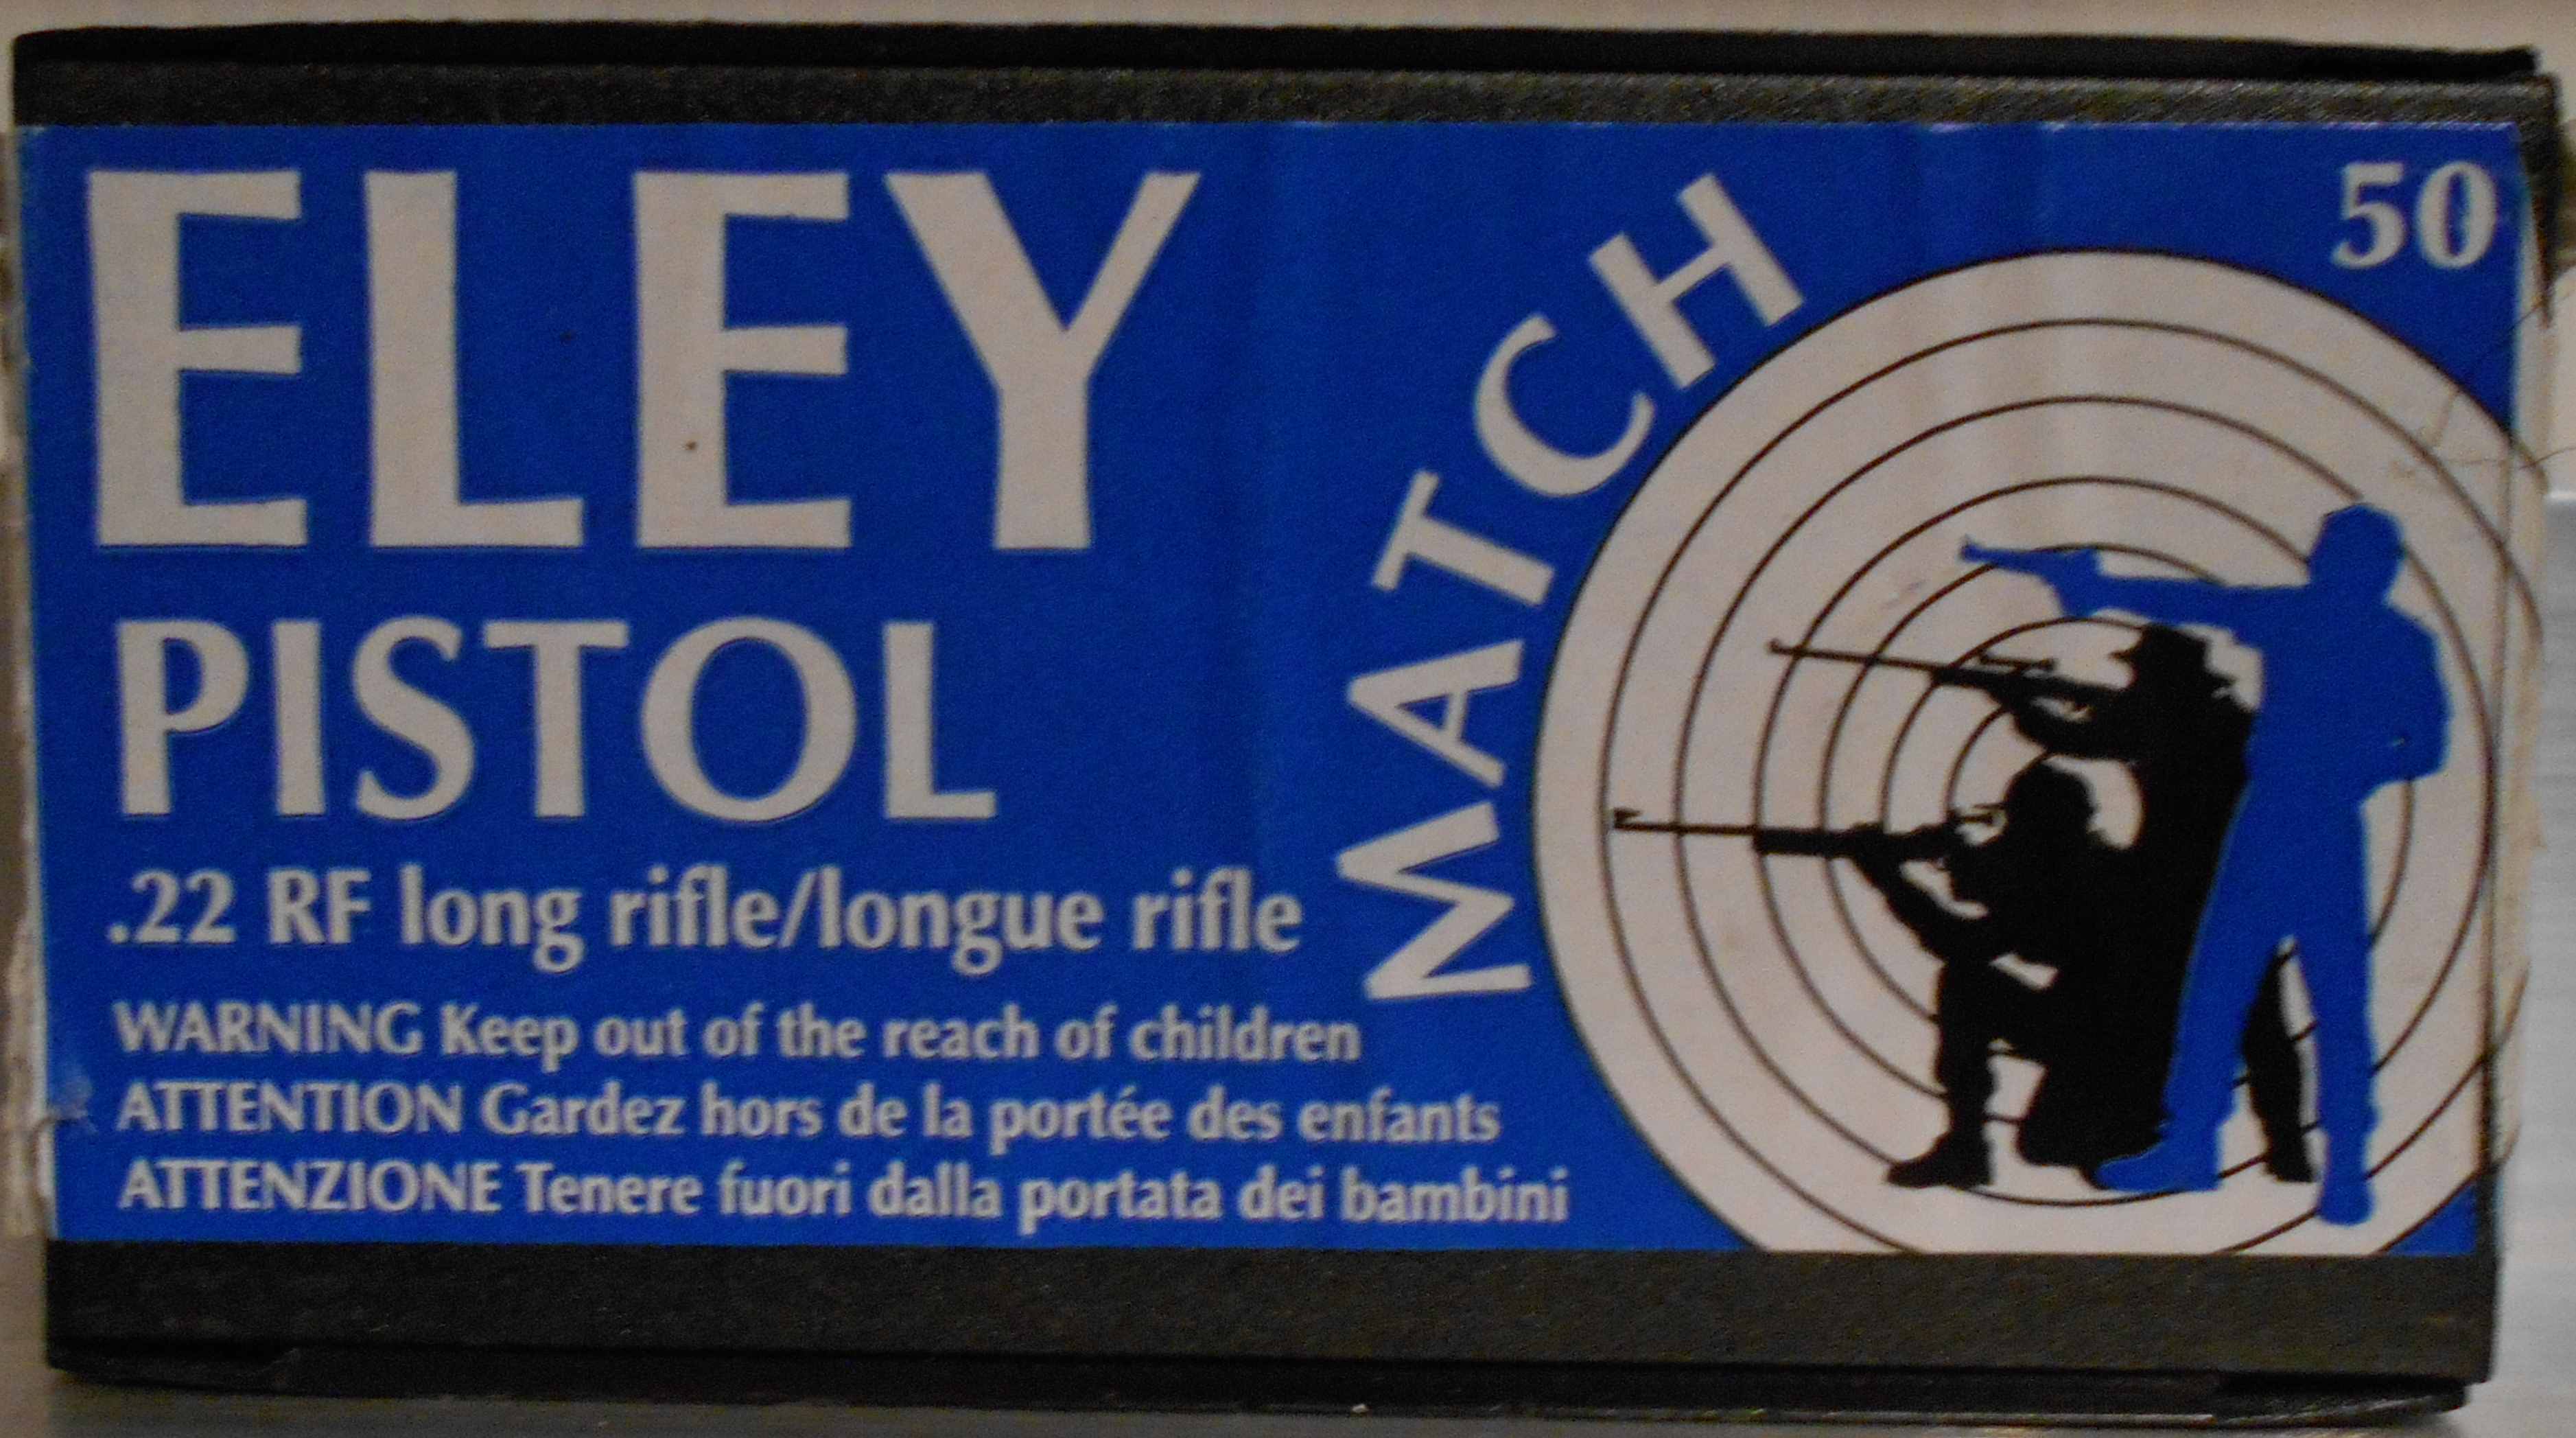 ELEY
PISTOL
.22 RF long rifle/longue rifle
WARNING Keep out of the reach of children
ATTENTION Gardez hors de la portée des enfants
ATTENZIONE Tenere fuori dalla portata dei bambini
MATCH
50